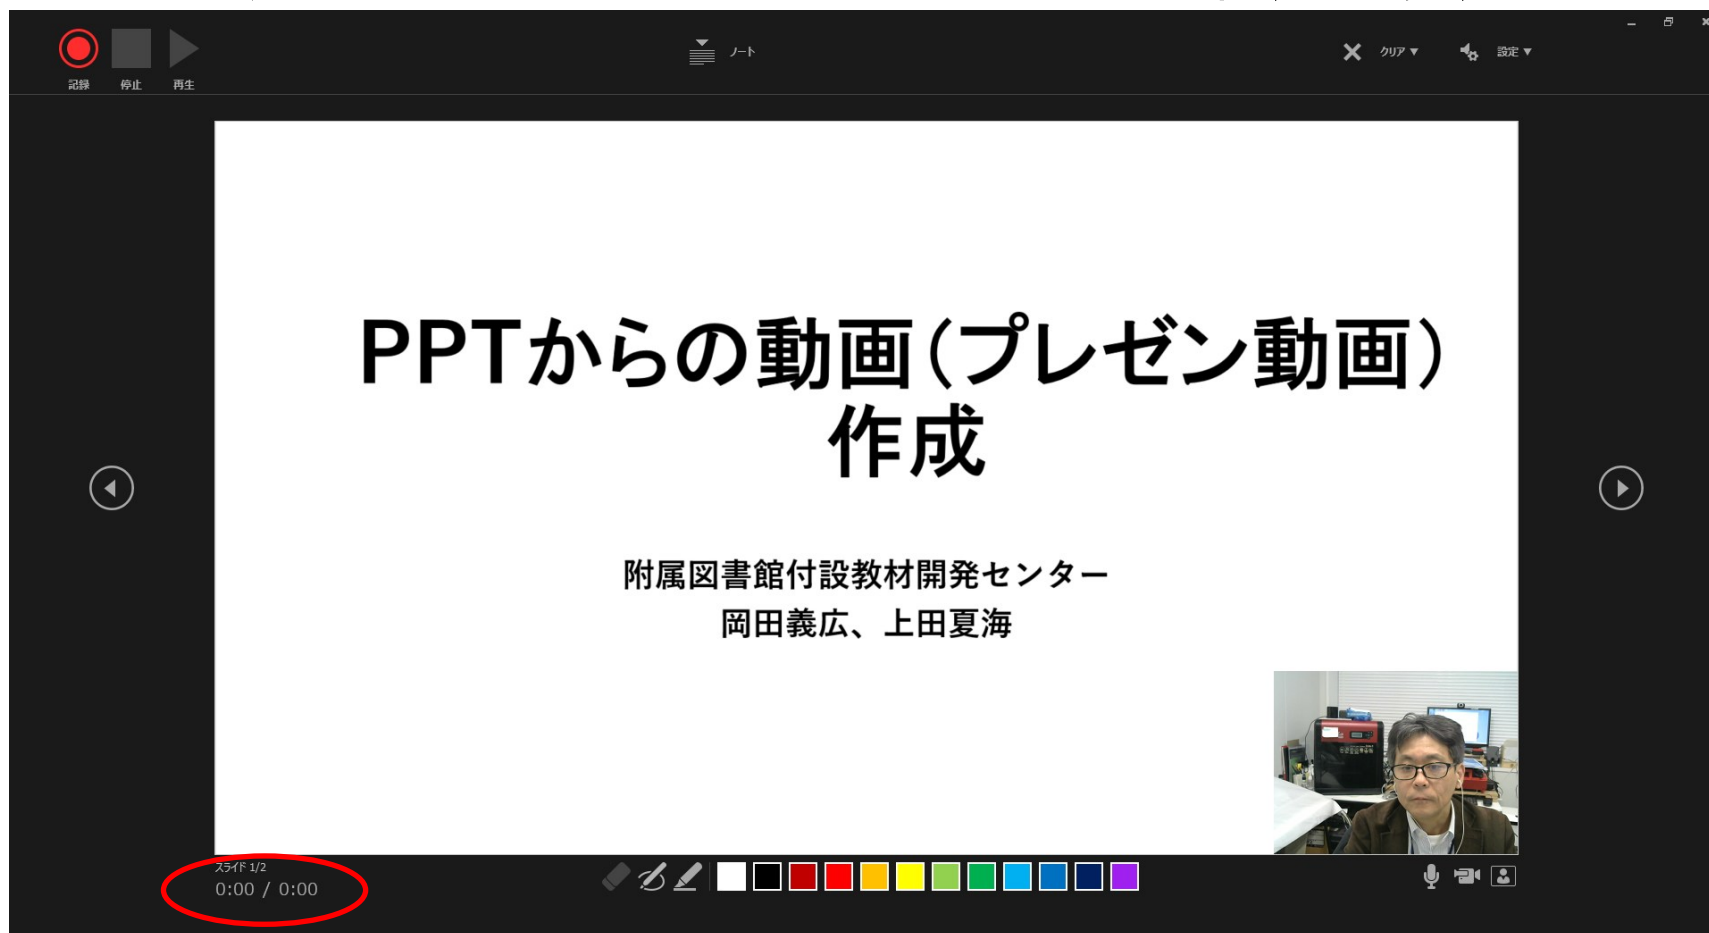 記録
停止
再生
ノート
クリア
設定
PPTからの動画(プレゼン動画)
作成
附属図書館付設教材開発センター
岡田義広、上田夏海
スライド 1/2
0:00 / 0:00